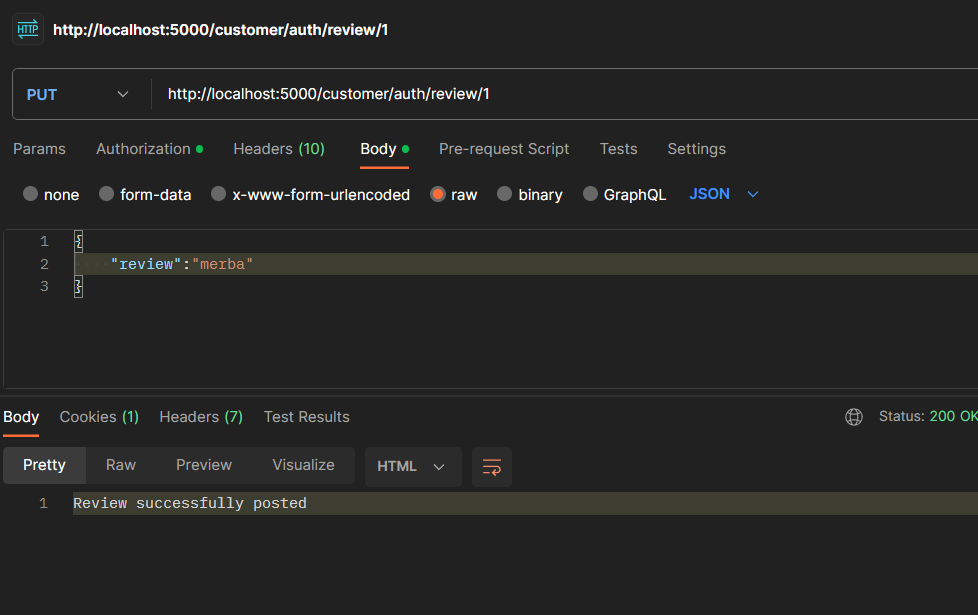 HTTP http://localhost:5000/customer/auth/review/1
PUT http://localhost:5000/customer/auth/review/1
Params Authorization Headers (10) Body Pre-request Script Tests Settings
none form-data x-www-form-urlencoded raw binary GraphQL JSON
1 {
2 "review":"merba"
3 }
Body Cookies (1) Headers (7) Test Results Status: 200 OK
Pretty Raw Preview Visualize HTML
1 Review successfully posted